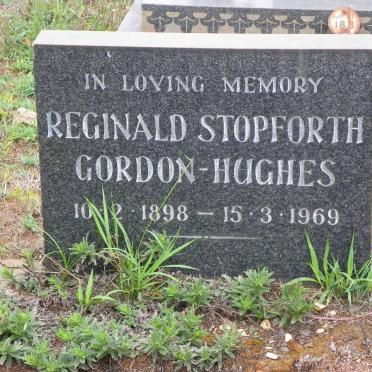 IN LOVING MEMORY
REGINALD STOPFORTH
GORDON-HUGHES
10·2·1898 – 15·3·1969